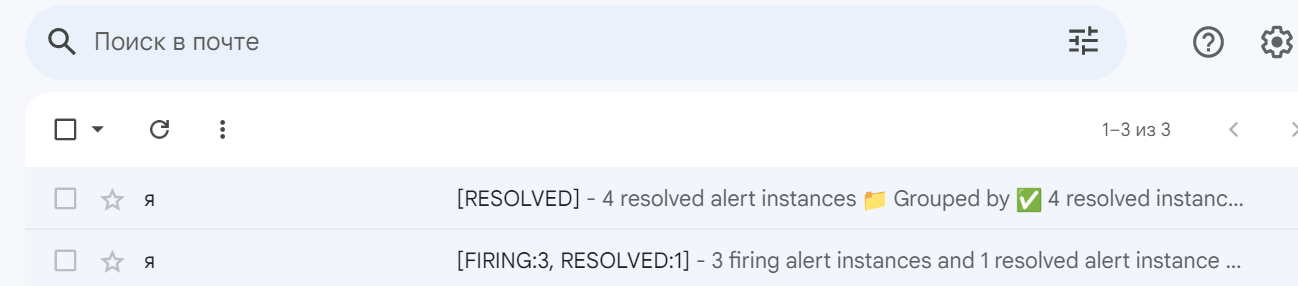 Поиск в почте
1–3 из 3
я [RESOLVED] - 4 resolved alert instances 📁 Grouped by ✅ 4 resolved instanc...
я [FIRING:3, RESOLVED:1] - 3 firing alert instances and 1 resolved alert instance ...